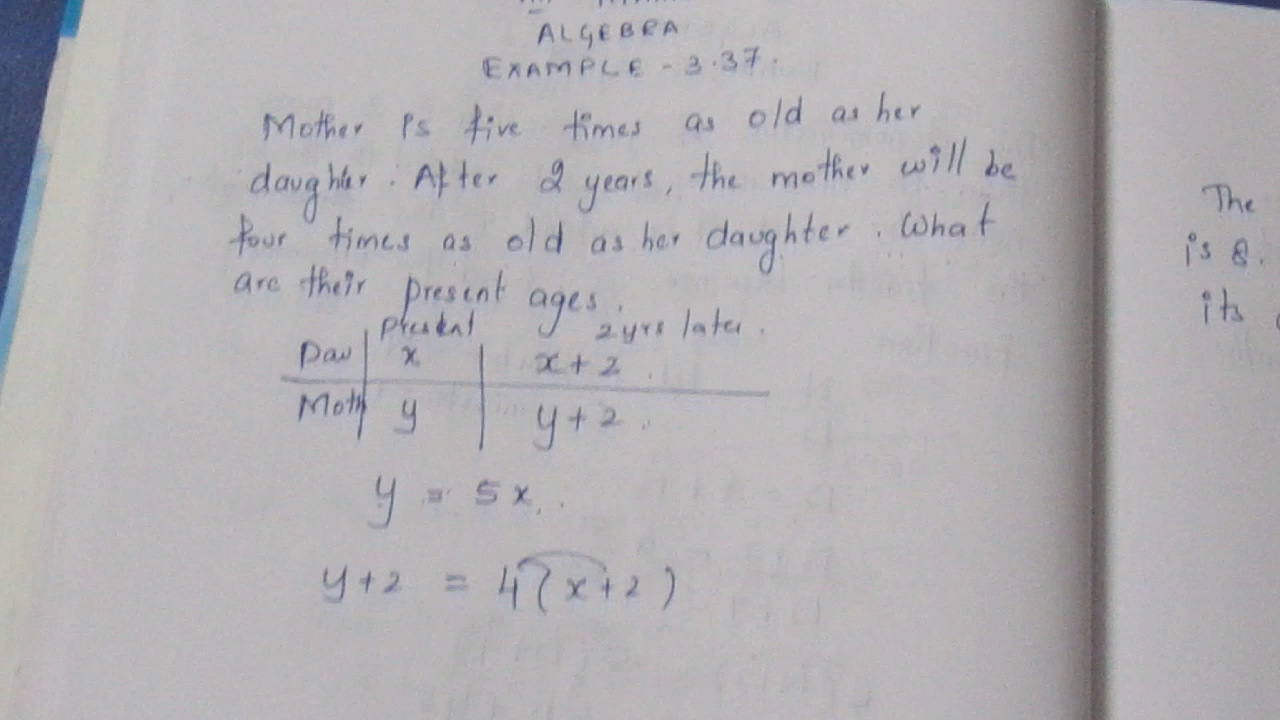 ALGEBRA
EXAMPLE - 3.37.
Mother is five times as old as her
daughter. After 2 years, the mother will be
four times as old as her daughter. What
are their present ages.
present 2 yrs later.
Dau x x + 2
Moth y y + 2.
y = 5x.
y + 2 = 4(x + 2)
The
is 8.
its